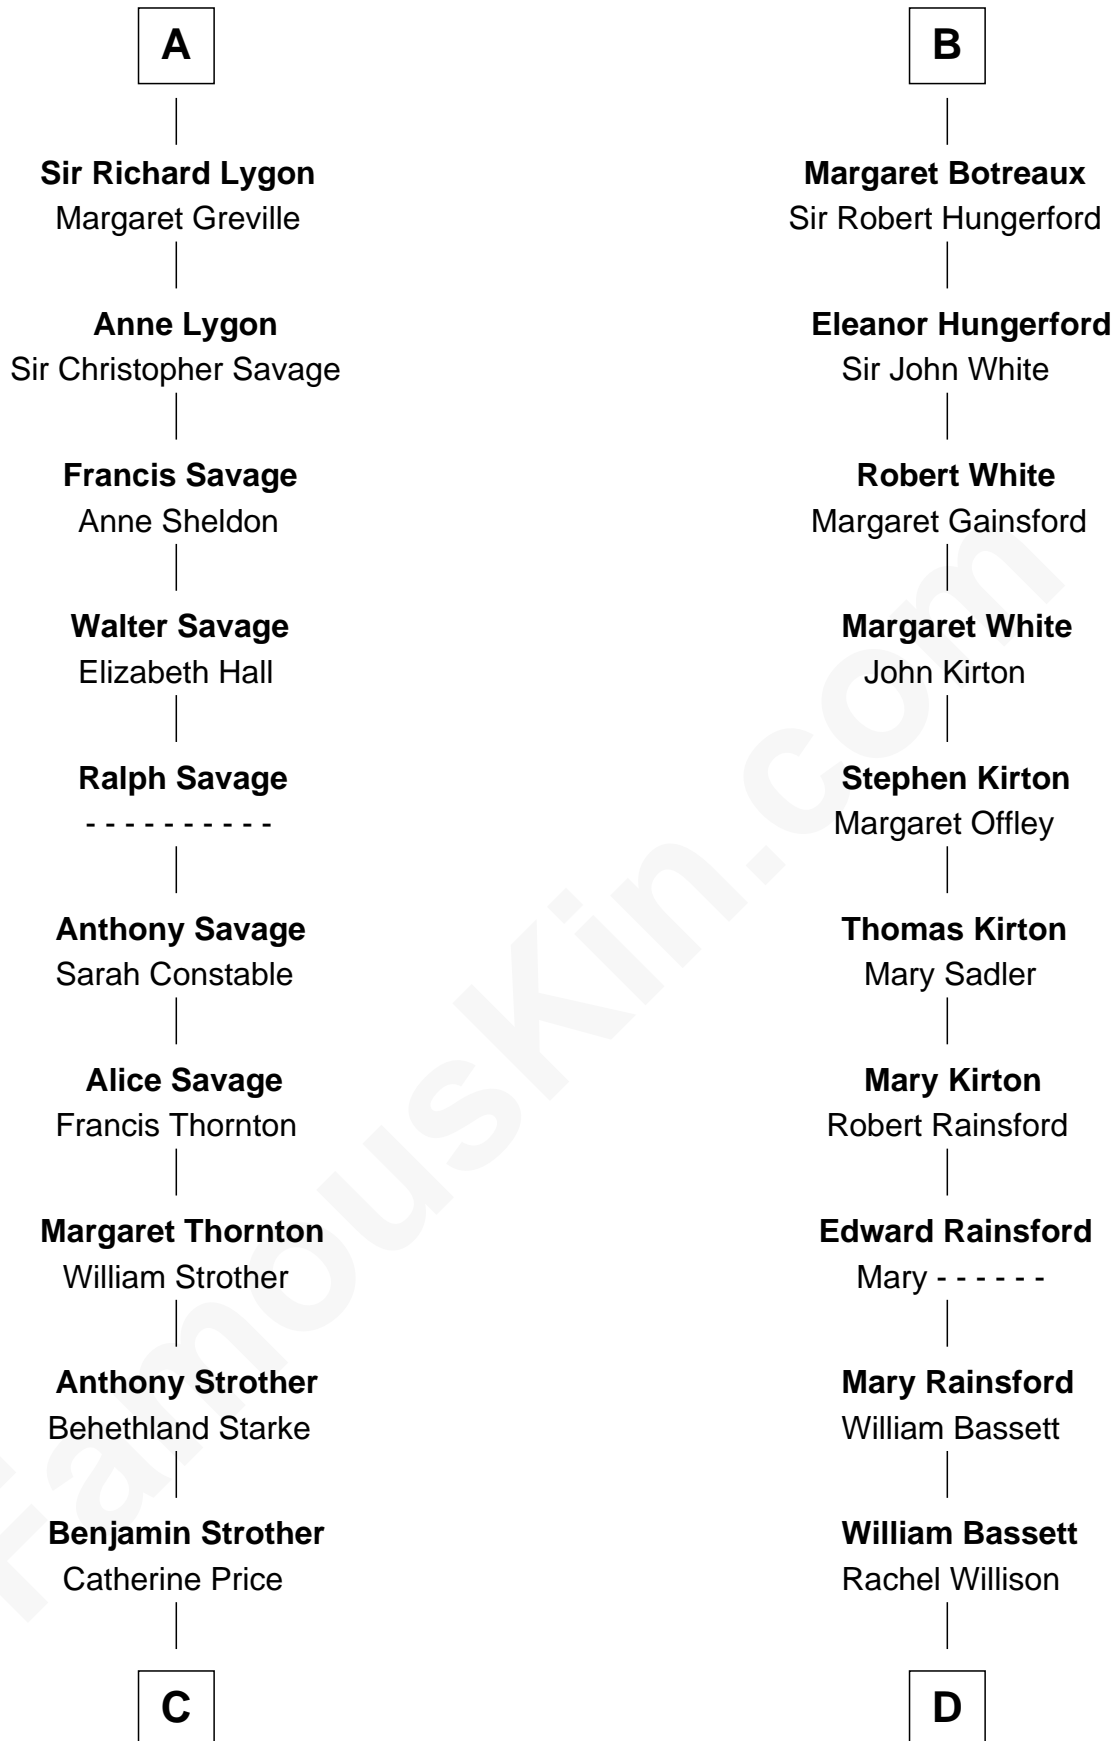 A
Sir Richard Lygon
Margaret Greville
Anne Lygon
Sir Christopher Savage
Francis Savage
Anne Sheldon
Walter Savage
Elizabeth Hall
Ralph Savage
- - - - - - - - - -
Anthony Savage
Sarah Constable
Alice Savage
Francis Thornton
Margaret Thornton
William Strother
Anthony Strother
Behethland Starke
Benjamin Strother
Catherine Price
C
B
Margaret Botreaux
Sir Robert Hungerford
Eleanor Hungerford
Sir John White
Robert White
Margaret Gainsford
Margaret White
John Kirton
Stephen Kirton
Margaret Offley
Thomas Kirton
Mary Sadler
Mary Kirton
Robert Rainsford
Edward Rainsford
Mary - - - - - -
Mary Rainsford
William Bassett
William Bassett
Rachel Willison
D
FamousKin.com